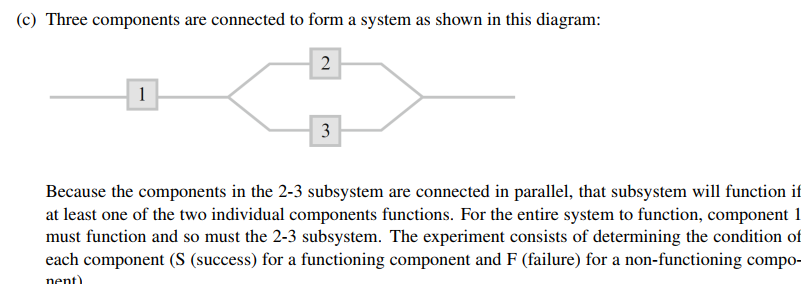 (c) Three components are connected to form a system as shown in this diagram:
2
1
3
Because the components in the 2-3 subsystem are connected in parallel, that subsystem will function if
at least one of the two individual components functions. For the entire system to function, component 1
must function and so must the 2-3 subsystem. The experiment consists of determining the condition of
each component (S (success) for a functioning component and F (failure) for a non-functioning compo-
nent)